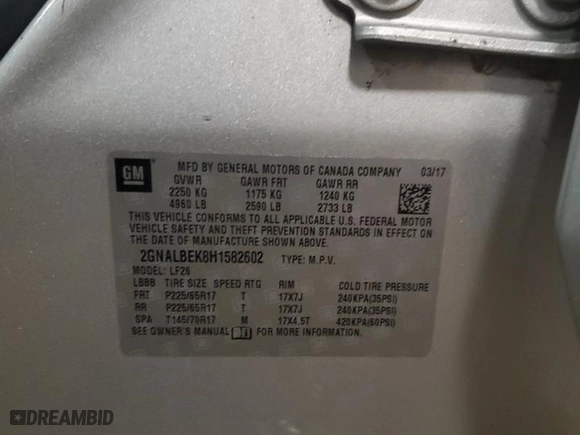 GM
MFD BY GENERAL MOTORS OF CANADA COMPANY 03/17
GVWR GAWR FRT GAWR RR
2250 KG 1175 KG 1240 KG
4960 LB 2590 LB 2733 LB
THIS VEHICLE CONFORMS TO ALL APPLICABLE U.S. FEDERAL MOTOR
VEHICLE SAFETY AND THEFT PREVENTION STANDARDS IN EFFECT ON
THE DATE OF MANUFACTURE SHOWN ABOVE.
2GNALBEK8H1582602 TYPE: M.P.V.
MODEL: LF26
LBBB TIRE SIZE SPEED RTG RIM COLD TIRE PRESSURE
FRT P225/65R17 T 17X7J 240KPA(35PSI)
RR P225/65R17 T 17X7J 240KPA(35PSI)
SPA T145/70R17 M 17X4.5T 420KPA(60PSI)
SEE OWNER'S MANUAL FOR MORE INFORMATION.
DREAMBID